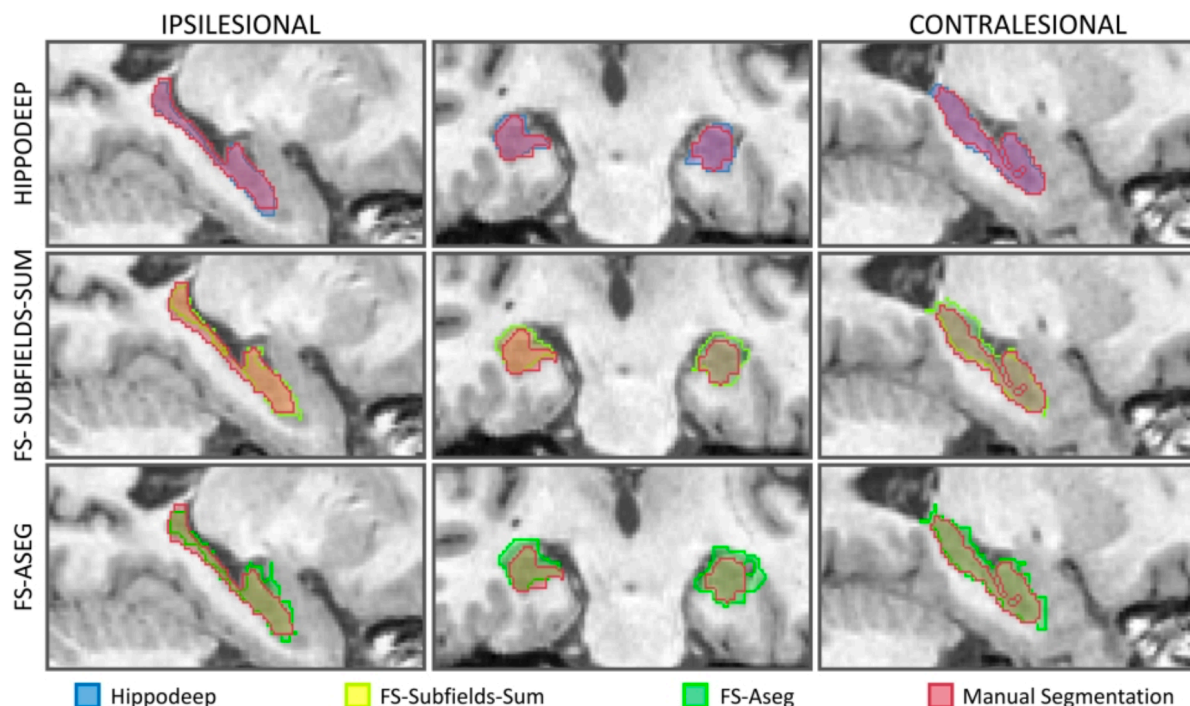 IPSILESIONAL
CONTRALESIONAL
HIPPODEEP
FS- SUBFIELDS-SUM
FS-ASEG
Hippodeep
FS-Subfields-Sum
FS-Aseg
Manual Segmentation